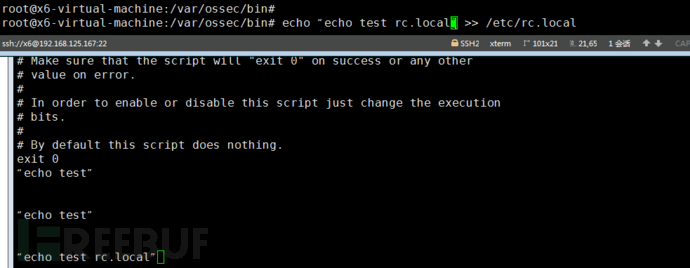 root@x6-virtual-machine:/var/ossec/bin#
root@x6-virtual-machine:/var/ossec/bin# echo “echo test rc.local” >> /etc/rc.local
ssh://x6@192.168.125.167:22 SSH2 xterm 101x21 21,65 1 会话
# Make sure that the script will "exit 0" on success or any other
# value on error.
#
# In order to enable or disable this script just change the execution
# bits.
#
# By default this script does nothing.
exit 0
“echo test”
“echo test”
REEBUF
“echo test rc.local”